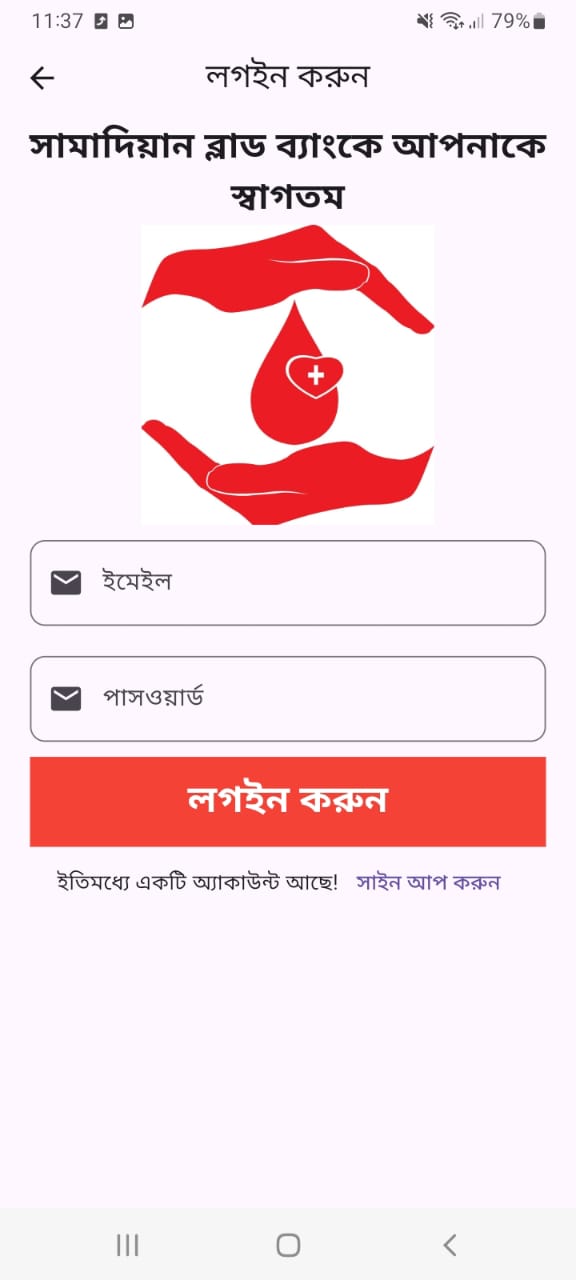 11:37
79%
লগইন করুন
সামাদিয়ান ব্লাড ব্যাংকে আপনাকে
স্বাগতম
ইমেইল
পাসওয়ার্ড
লগইন করুন
ইতিমধ্যে একটি অ্যাকাউন্ট আছে! সাইন আপ করুন